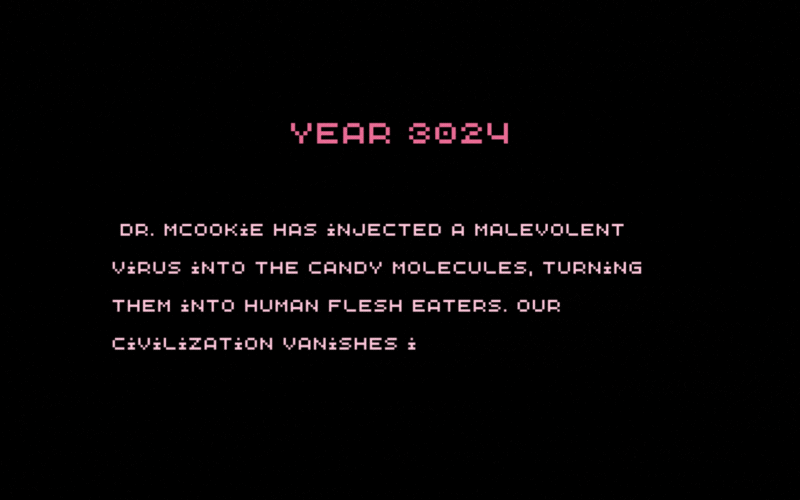 YEAR 3024
DR. MCOOKiE HAS iNJECTED A MALEVOLENT
ViRUS iNTO THE CANDY MOLECULES, TURNiNG
THEM iNTO HUMAN FLESH EATERS. OUR
CiViLiZATiON VANiSHES i